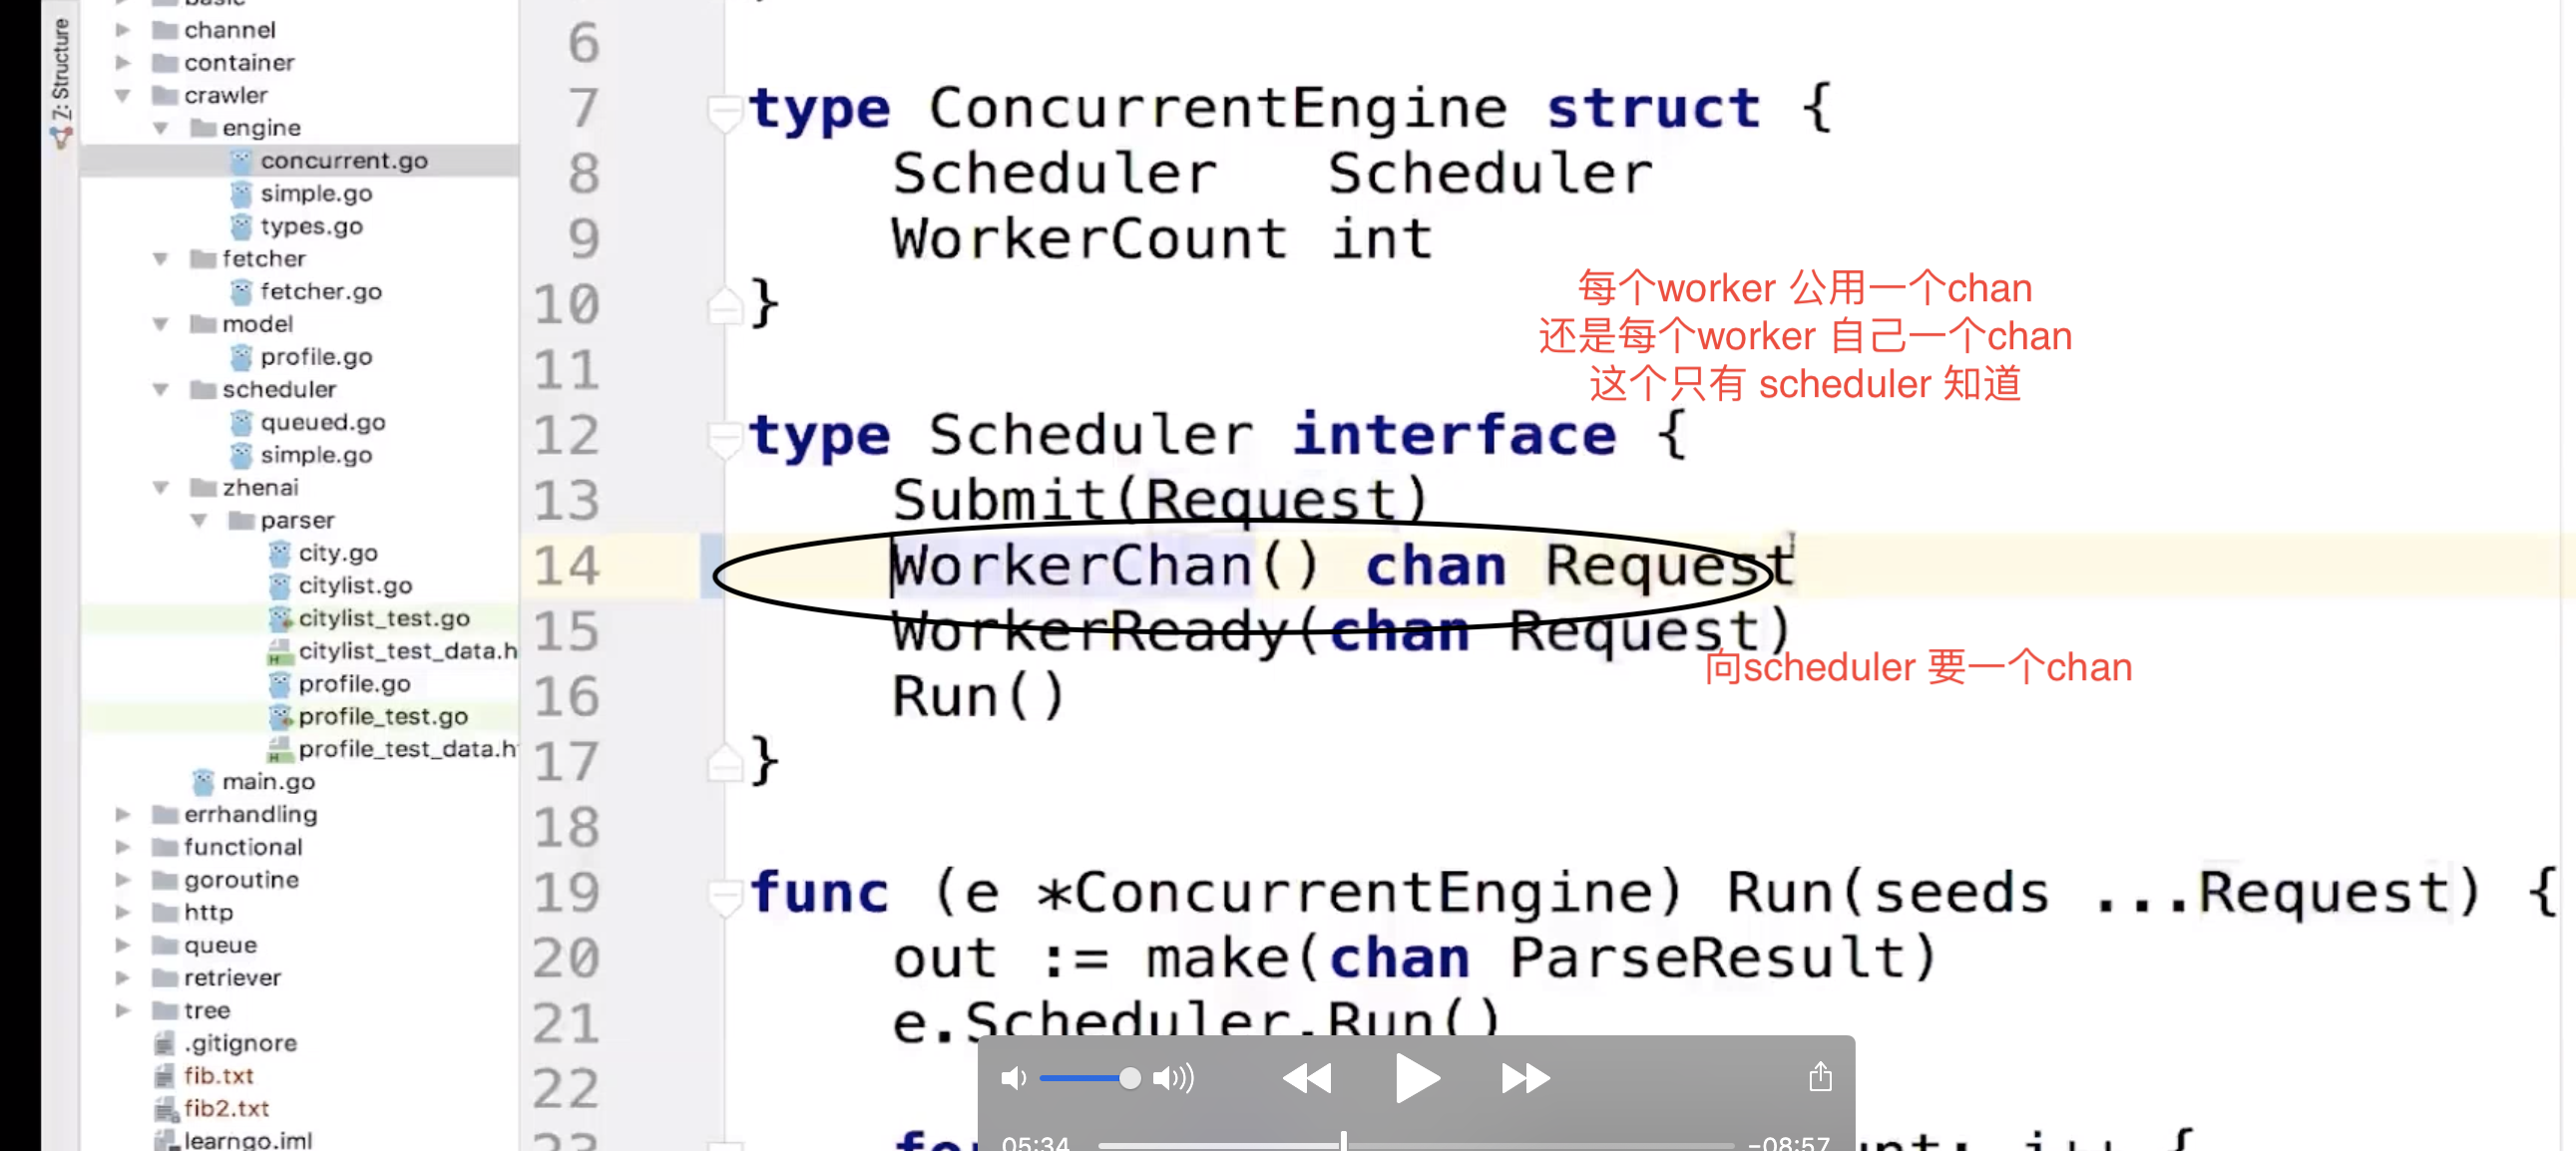 Z: Structure
basic
channel
container
crawler
engine
concurrent.go
simple.go
types.go
fetcher
fetcher.go
model
profile.go
scheduler
queued.go
simple.go
zhenai
parser
city.go
citylist.go
citylist_test.go
citylist_test_data.h
profile.go
profile_test.go
profile_test_data.h
main.go
errhandling
functional
goroutine
http
queue
retriever
tree
.gitignore
fib.txt
fib2.txt
learngo.iml
6
7 type ConcurrentEngine struct {
8 Scheduler Scheduler
9 WorkerCount int
10 }
每个worker 公用一个chan
还是每个worker 自己一个chan
这个只有 scheduler 知道
11
12 type Scheduler interface {
13 Submit(Request)
14 WorkerChan() chan Request
15 WorkerReady(chan Request)
向scheduler 要一个chan
16 Run()
17 }
18
19 func (e *ConcurrentEngine) Run(seeds ...Request) {
20 out := make(chan ParseResult)
21 e.Scheduler.Run()
22
23 i++ {
05:34 -08:57